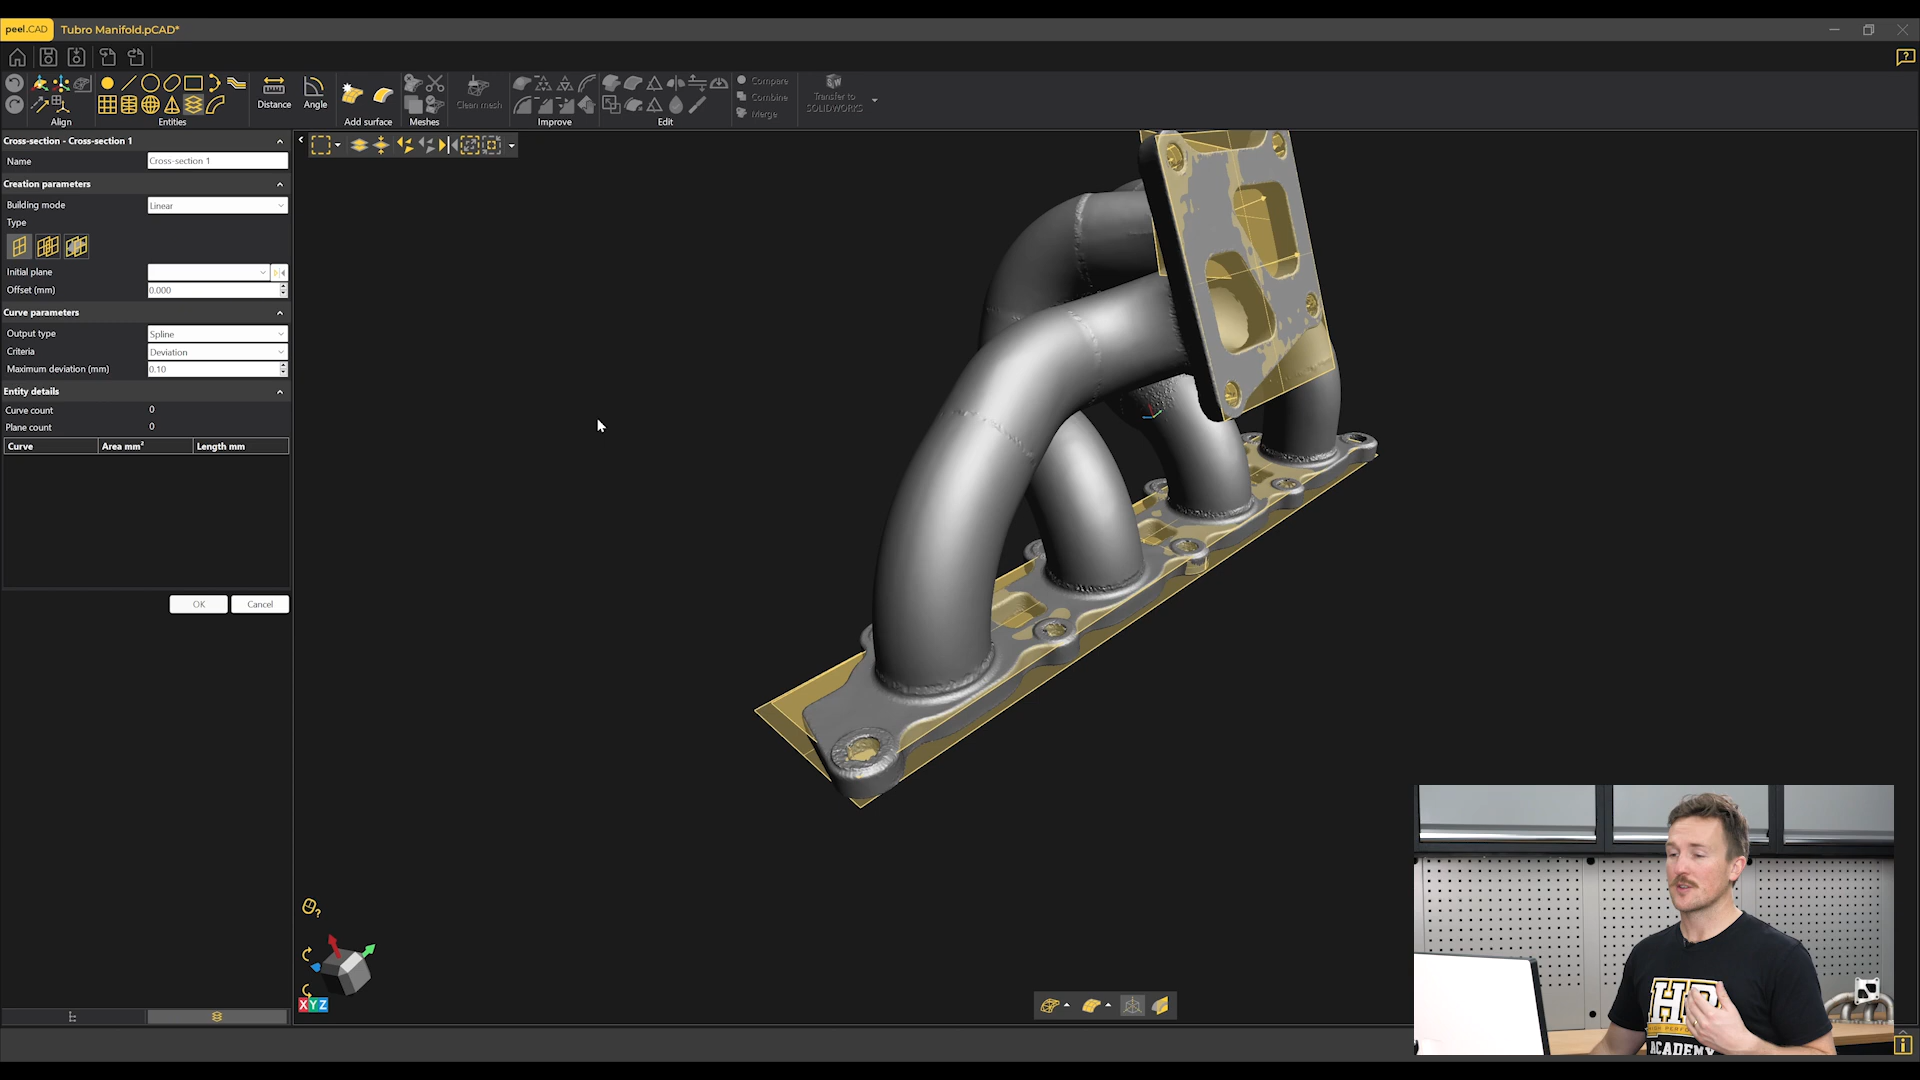 peel.CAD
Tubro Manifold.pCAD*
Align
Entities
Distance
Angle
Add surface
Meshes
Clean mesh
Improve
Edit
Compare
Combine
Merge
Transfer to
SOLIDWORKS
Cross-section - Cross-section 1
Name
Cross-section 1
Creation parameters
Building mode
Linear
Type
Initial plane
Offset (mm)
0.000
Curve parameters
Output type
Spline
Criteria
Deviation
Maximum deviation (mm)
0.10
Entity details
Curve count
0
Plane count
0
Curve
Area mm²
Length mm
OK
Cancel
XYZ
HP
ACADEMY